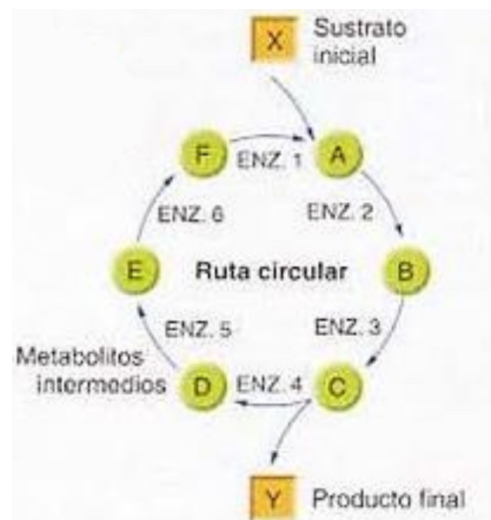 X
Sustrato
inicial
F
ENZ. 1
A
ENZ. 6
ENZ. 2
E
Ruta circular
B
ENZ. 5
ENZ. 3
Metabolitos
intermedios
D
ENZ. 4
C
Y
Producto final